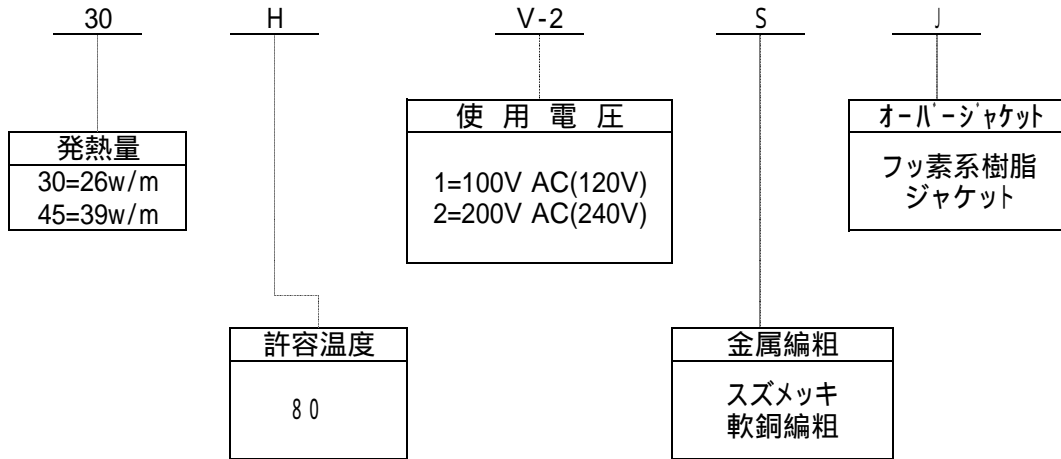 30 H V-2 S J
使 用 電 圧
1=100V AC(120V)
2=200V AC(240V)
オーバージャケット
フッ素系樹脂
ジャケット
発熱量
30=26w/m
45=39w/m
許容温度
80
金属編粗
スズメッキ
軟銅編粗